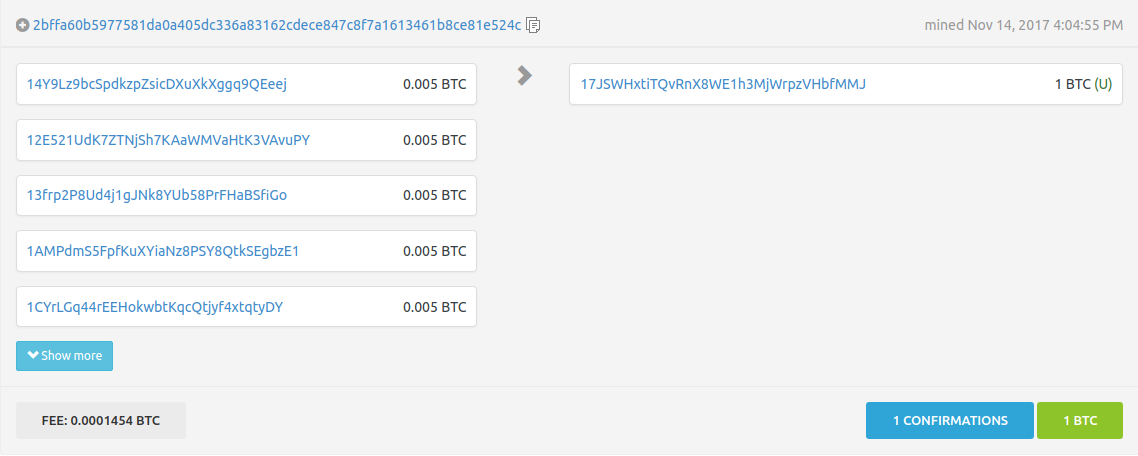 2bffa60b5977581da0a405dc336a83162cdece847c8f7a1613461b8ce81e524c mined Nov 14, 2017 4:04:55 PM
14Y9Lz9bcSpdkzpZsicDXuXkXggq9QEeej 0.005 BTC
17JSWHxtiTQvRnX8WE1h3MjWrpzVHbfMMJ 1 BTC (U)
12E521UdK7ZTNjSh7KAaWMVaHtK3VAvuPY 0.005 BTC
13frp2P8Ud4j1gJNk8YUb58PrFHaBSfiGo 0.005 BTC
1AMPdmS5FpfKuXYiaNz8PSY8QtkSEgbzE1 0.005 BTC
1CYrLGq44rEEHokwbtKqcQtjyf4xtqtyDY 0.005 BTC
Show more
FEE: 0.0001454 BTC
1 CONFIRMATIONS
1 BTC